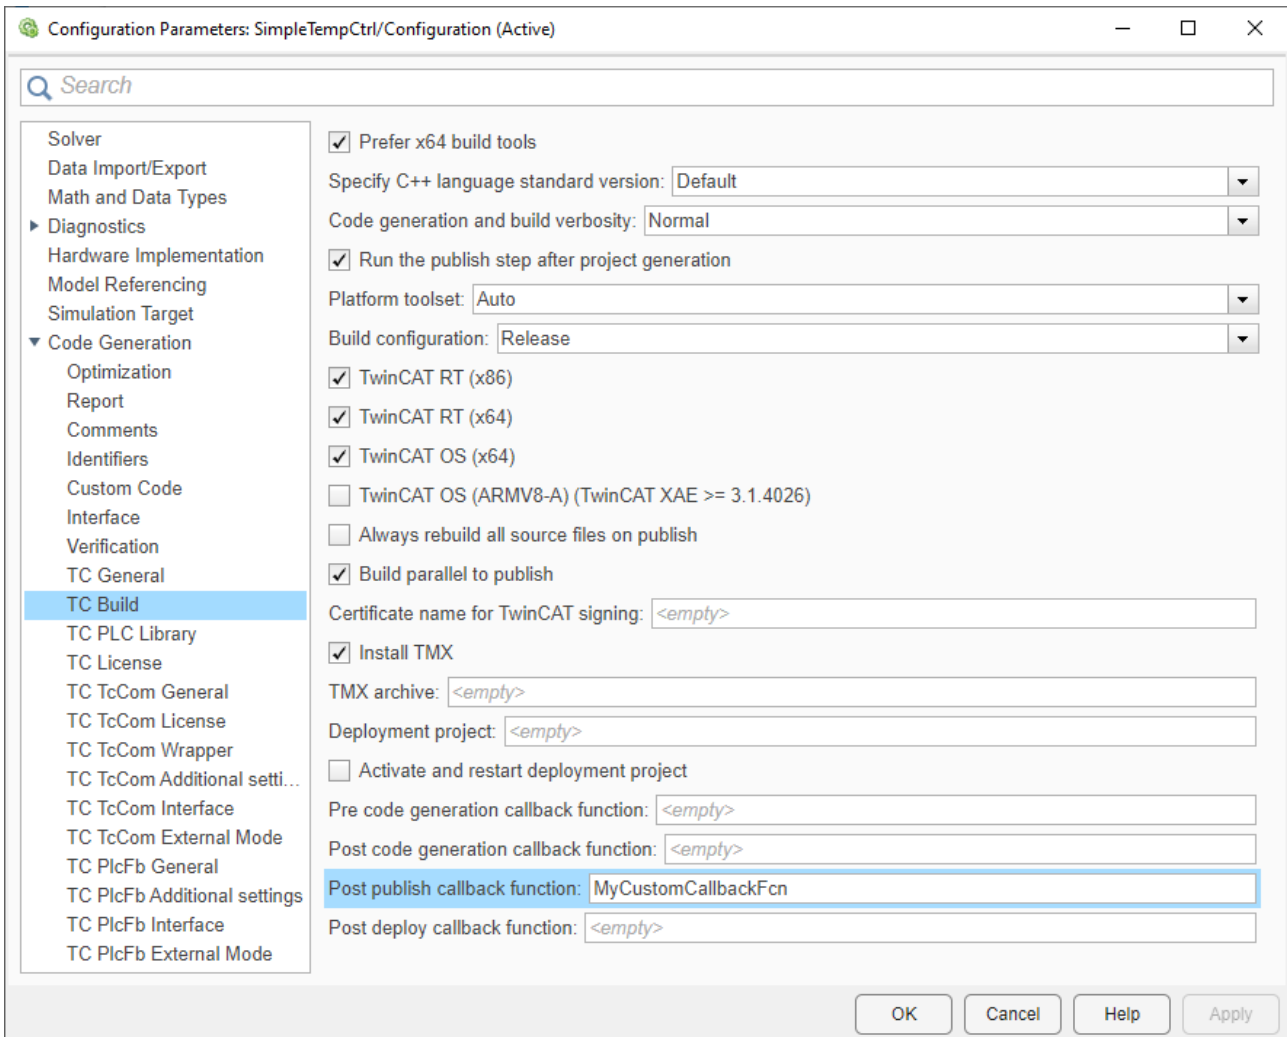 Configuration Parameters: SimpleTempCtrl/Configuration (Active)
Search
Solver
Data Import/Export
Math and Data Types
Diagnostics
Hardware Implementation
Model Referencing
Simulation Target
Code Generation
Optimization
Report
Comments
Identifiers
Custom Code
Interface
Verification
TC General
TC Build
TC PLC Library
TC License
TC TcCom General
TC TcCom License
TC TcCom Wrapper
TC TcCom Additional setti...
TC TcCom Interface
TC TcCom External Mode
TC PlcFb General
TC PlcFb Additional settings
TC PlcFb Interface
TC PlcFb External Mode
Prefer x64 build tools
Specify C++ language standard version: Default
Code generation and build verbosity: Normal
Run the publish step after project generation
Platform toolset: Auto
Build configuration: Release
TwinCAT RT (x86)
TwinCAT RT (x64)
TwinCAT OS (x64)
TwinCAT OS (ARMV8-A) (TwinCAT XAE >= 3.1.4026)
Always rebuild all source files on publish
Build parallel to publish
Certificate name for TwinCAT signing: <empty>
Install TMX
TMX archive: <empty>
Deployment project: <empty>
Activate and restart deployment project
Pre code generation callback function: <empty>
Post code generation callback function: <empty>
Post publish callback function: MyCustomCallbackFcn
Post deploy callback function: <empty>
OK
Cancel
Help
Apply